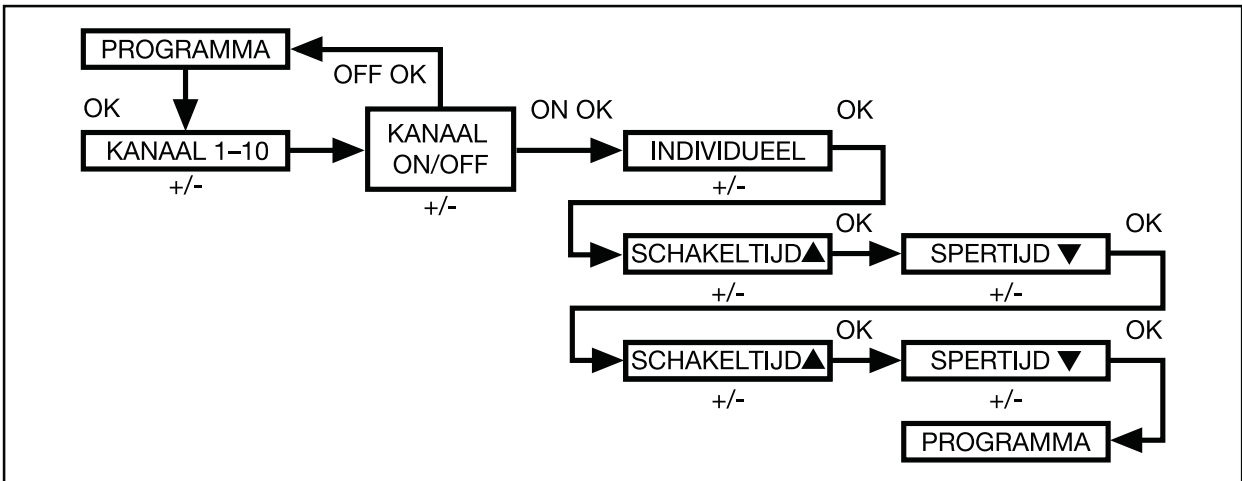 PROGRAMMA
OFF OK
OK
KANAAL 1–10
+/-
KANAAL
ON/OFF
+/-
ON OK
INDIVIDUEEL
+/-
OK
SCHAKELTIJD▲
+/-
OK
SPERTIJD ▼
+/-
OK
SCHAKELTIJD▲
+/-
OK
SPERTIJD ▼
+/-
OK
PROGRAMMA